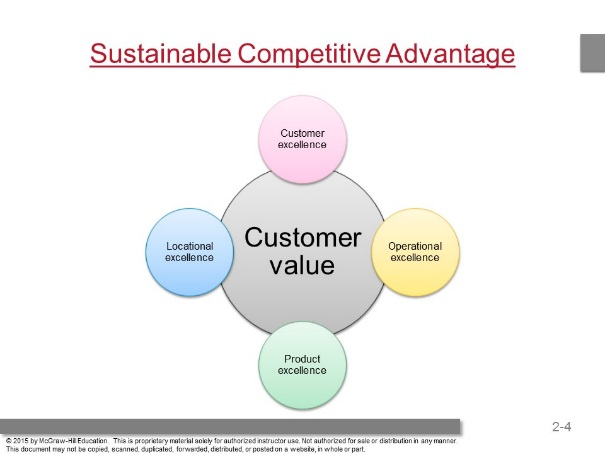 Sustainable Competitive Advantage
Customer
excellence
Locational
excellence
Customer
value
Operational
excellence
Product
excellence
2-4
© 2015 by McGraw-Hill Education.  This is proprietary material solely for authorized instructor use. Not authorized for sale or distribution in any manner.
This document may not be copied, scanned, duplicated, forwarded, distributed, or posted on a website, in whole or part.